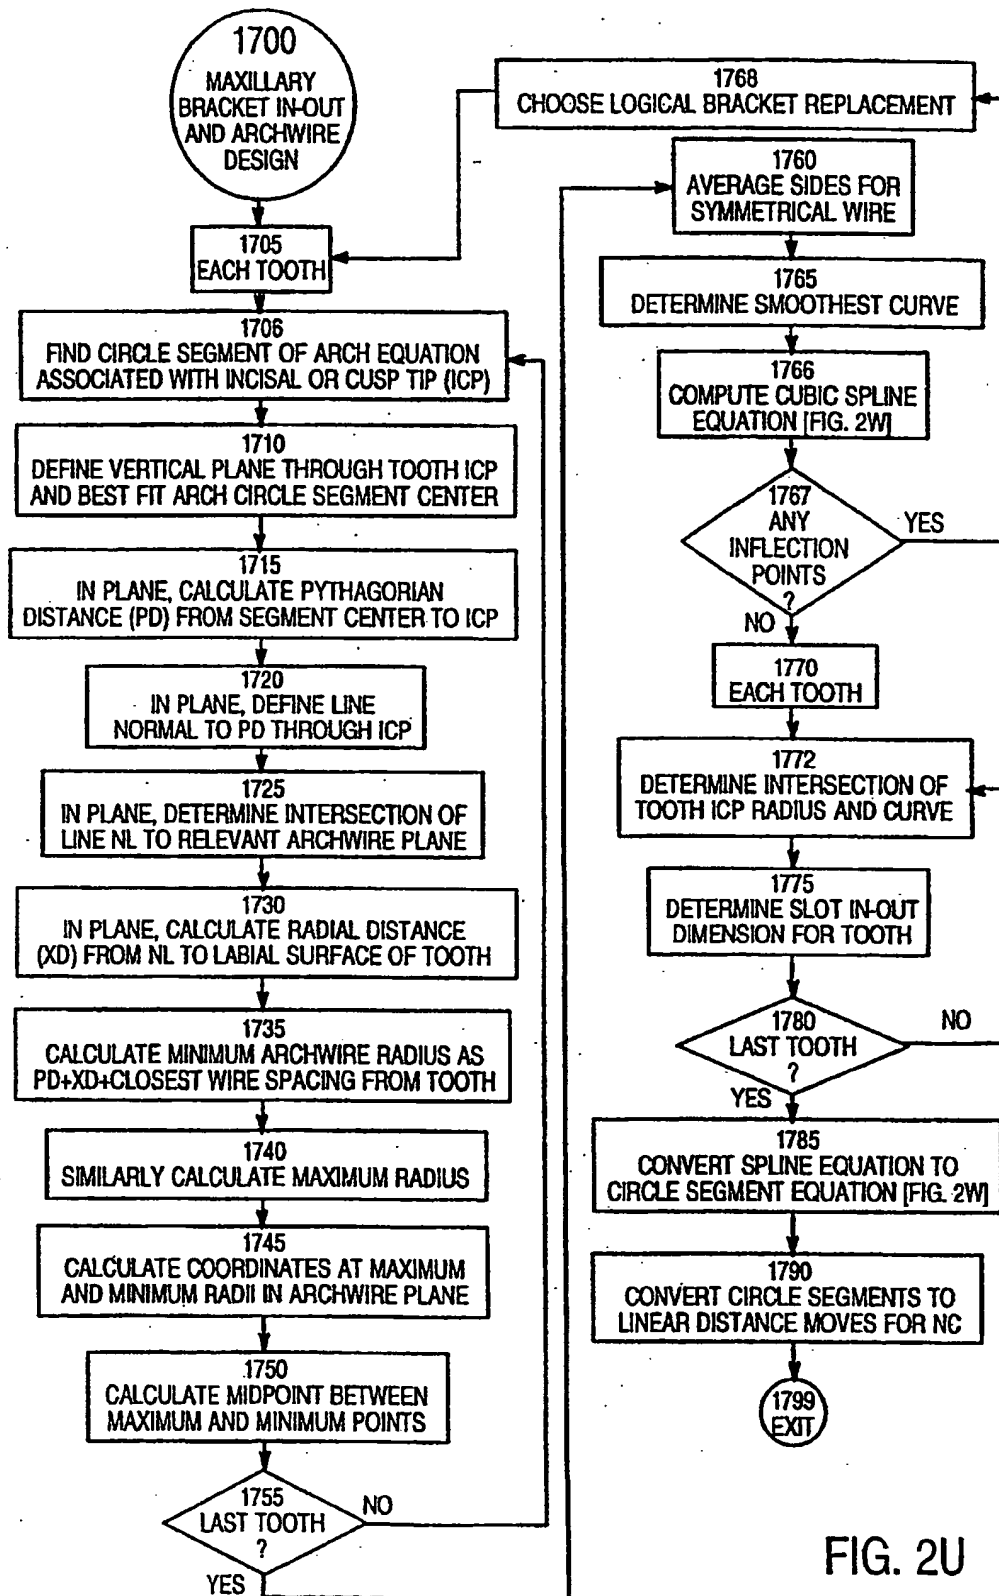 1700
MAXILLARY
BRACKET IN-OUT
AND ARCHWIRE
DESIGN
1705
EACH TOOTH
1706
FIND CIRCLE SEGMENT OF ARCH EQUATION
ASSOCIATED WITH INCISAL OR CUSP TIP (ICP)
1710
DEFINE VERTICAL PLANE THROUGH TOOTH ICP
AND BEST FIT ARCH CIRCLE SEGMENT CENTER
1715
IN PLANE, CALCULATE PYTHAGORIAN
DISTANCE (PD) FROM SEGMENT CENTER TO ICP
1720
IN PLANE, DEFINE LINE
NORMAL TO PD THROUGH ICP
1725
IN PLANE, DETERMINE INTERSECTION OF
LINE NL TO RELEVANT ARCHWIRE PLANE
1730
IN PLANE, CALCULATE RADIAL DISTANCE
(XD) FROM NL TO LABIAL SURFACE OF TOOTH
1735
CALCULATE MINIMUM ARCHWIRE RADIUS AS
PD+XD+CLOSEST WIRE SPACING FROM TOOTH
1740
SIMILARLY CALCULATE MAXIMUM RADIUS
1745
CALCULATE COORDINATES AT MAXIMUM
AND MINIMUM RADII IN ARCHWIRE PLANE
1750
CALCULATE MIDPOINT BETWEEN
MAXIMUM AND MINIMUM POINTS
1755
LAST TOOTH
?
NO
YES
1768
CHOOSE LOGICAL BRACKET REPLACEMENT
1760
AVERAGE SIDES FOR
SYMMETRICAL WIRE
1765
DETERMINE SMOOTHEST CURVE
1766
COMPUTE CUBIC SPLINE
EQUATION [FIG. 2W]
1767
ANY
INFLECTION
POINTS
?
YES
NO
1770
EACH TOOTH
1772
DETERMINE INTERSECTION OF
TOOTH ICP RADIUS AND CURVE
1775
DETERMINE SLOT IN-OUT
DIMENSION FOR TOOTH
1780
LAST TOOTH
?
NO
YES
1785
CONVERT SPLINE EQUATION TO
CIRCLE SEGMENT EQUATION [FIG. 2W]
1790
CONVERT CIRCLE SEGMENTS TO
LINEAR DISTANCE MOVES FOR NC
1799
EXIT
FIG. 2U